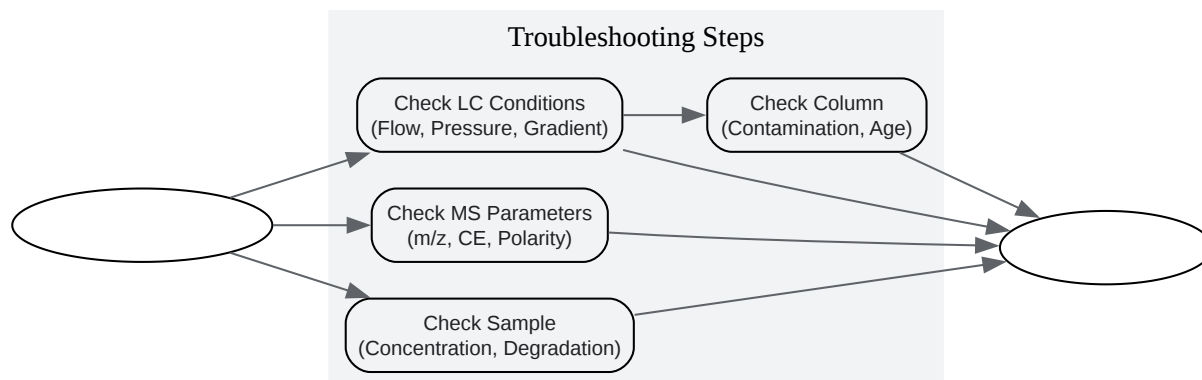 Troubleshooting Steps
Check LC Conditions
(Flow, Pressure, Gradient)
Check Column
(Contamination, Age)
Check MS Parameters
(m/z, CE, Polarity)
Check Sample
(Concentration, Degradation)